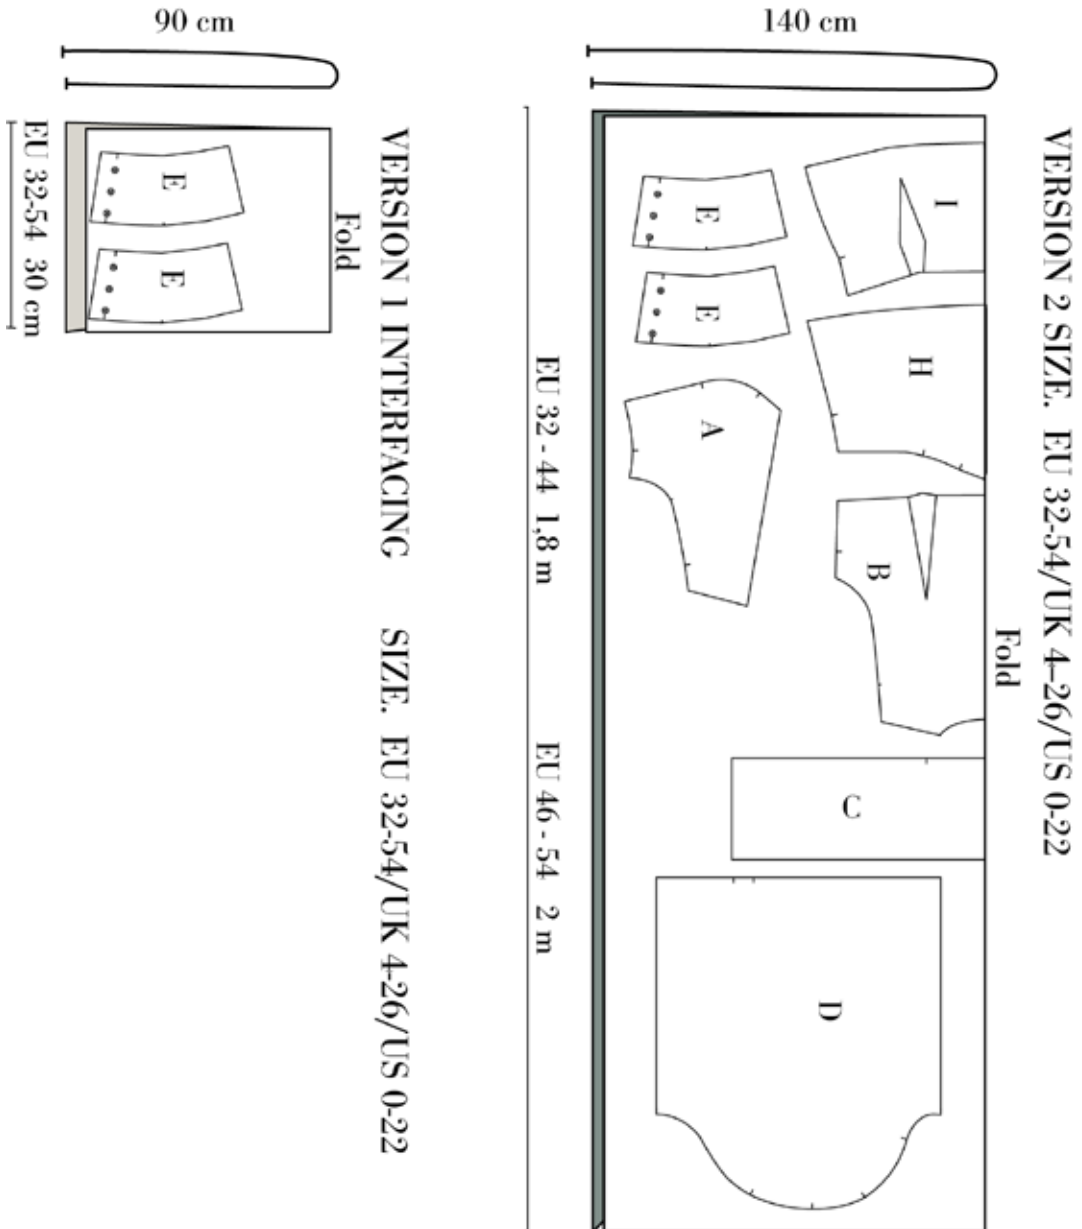 90 cm
140 cm
VERSION 2 SIZE. EU 32-54/UK 4-26/US 0-22
Fold
I
H
B
C
D
E
E
A
EU 32 - 44 1,8 m
EU 46 - 54 2 m
VERSION 1 INTERFACING SIZE. EU 32-54/UK 4-26/US 0-22
Fold
E
E
EU 32-54 30 cm